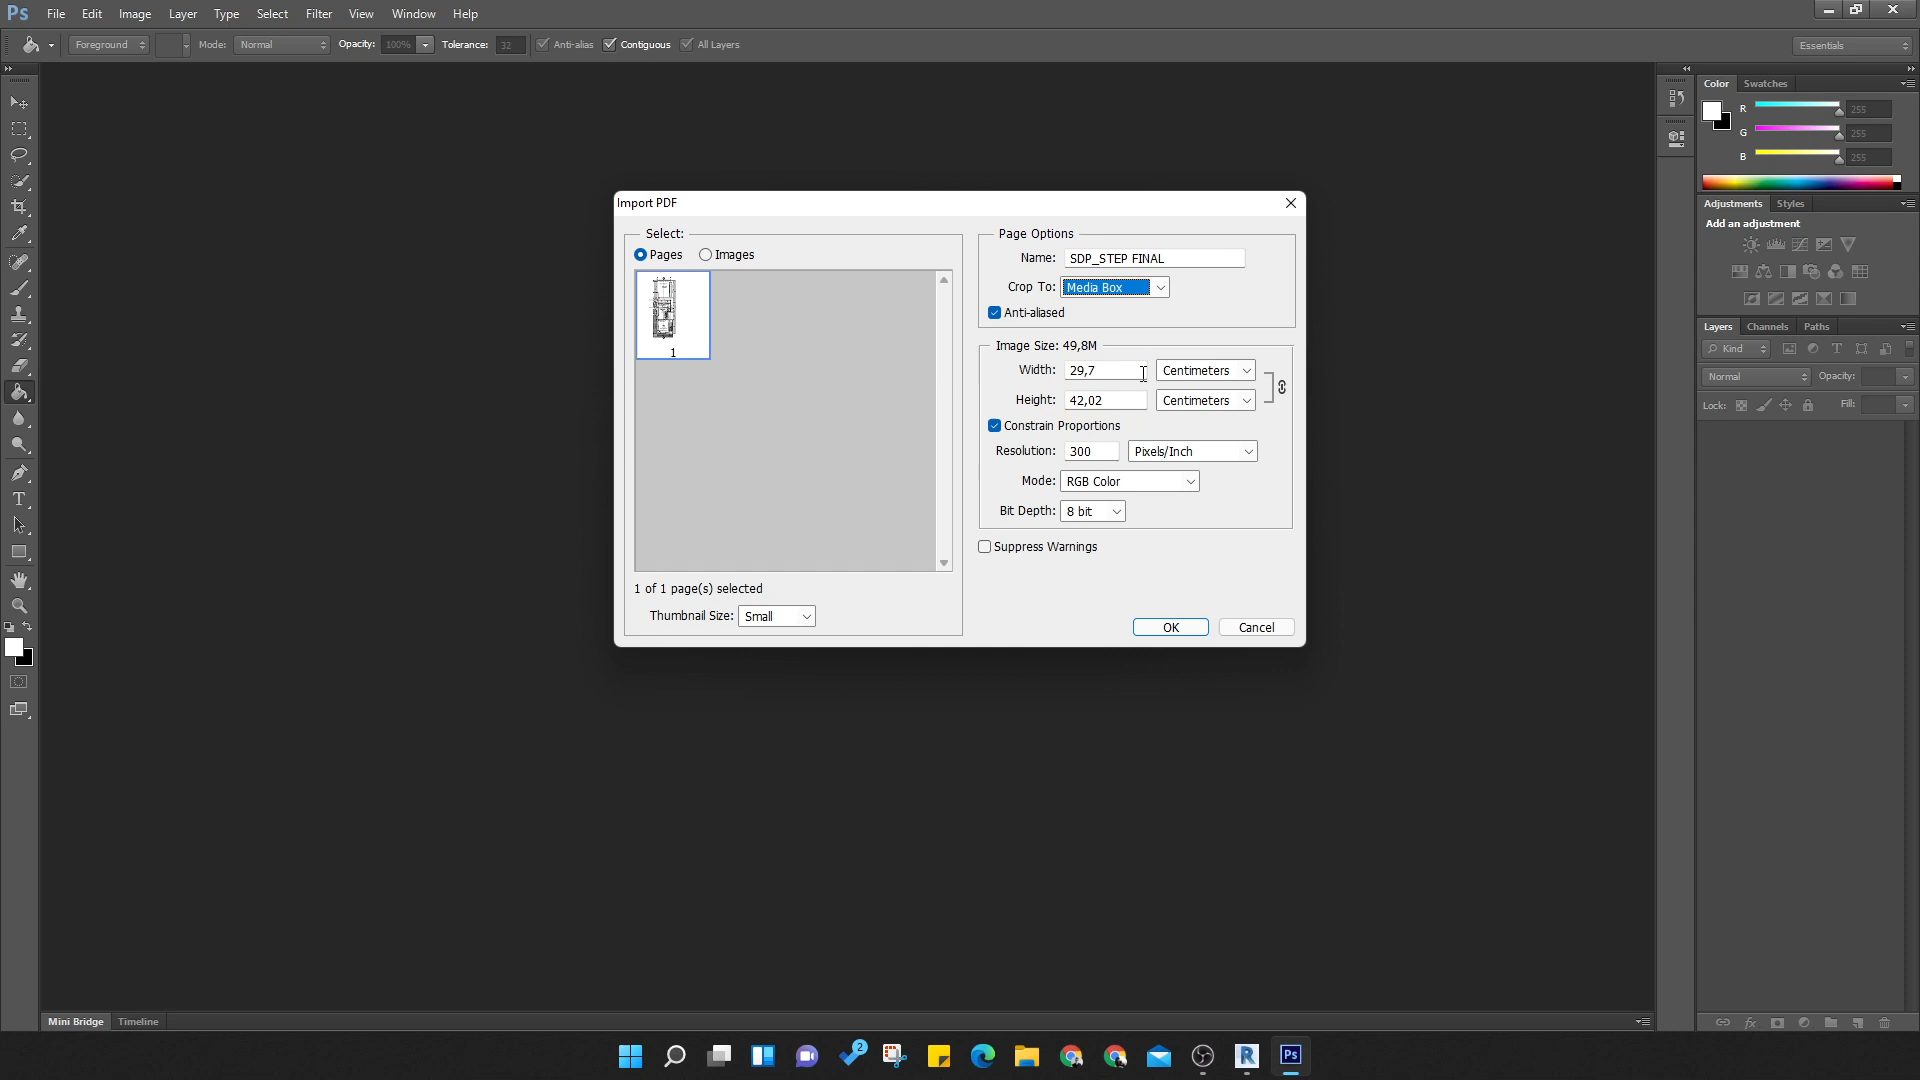 Ps File Edit Image Layer Type Select Filter View Window Help
Foreground Mode: Normal Opacity: 100% Tolerance: 32 Anti-alias Contiguous All Layers Essentials
Color Swatches
R 255
G 255
B 255
Adjustments Styles
Add an adjustment
Layers Channels Paths
Kind
Normal Opacity:
Lock: Fill:
Import PDF
Select:
Pages Images
1
1 of 1 page(s) selected
Thumbnail Size: Small
Page Options
Name: SDP_STEP FINAL
Crop To: Media Box
Anti-aliased
Image Size: 49,8M
Width: 29,7 Centimeters
Height: 42,02 Centimeters
Constrain Proportions
Resolution: 300 Pixels/Inch
Mode: RGB Color
Bit Depth: 8 bit
Suppress Warnings
OK Cancel
T
Mini Bridge Timeline
fx
2
R
Ps